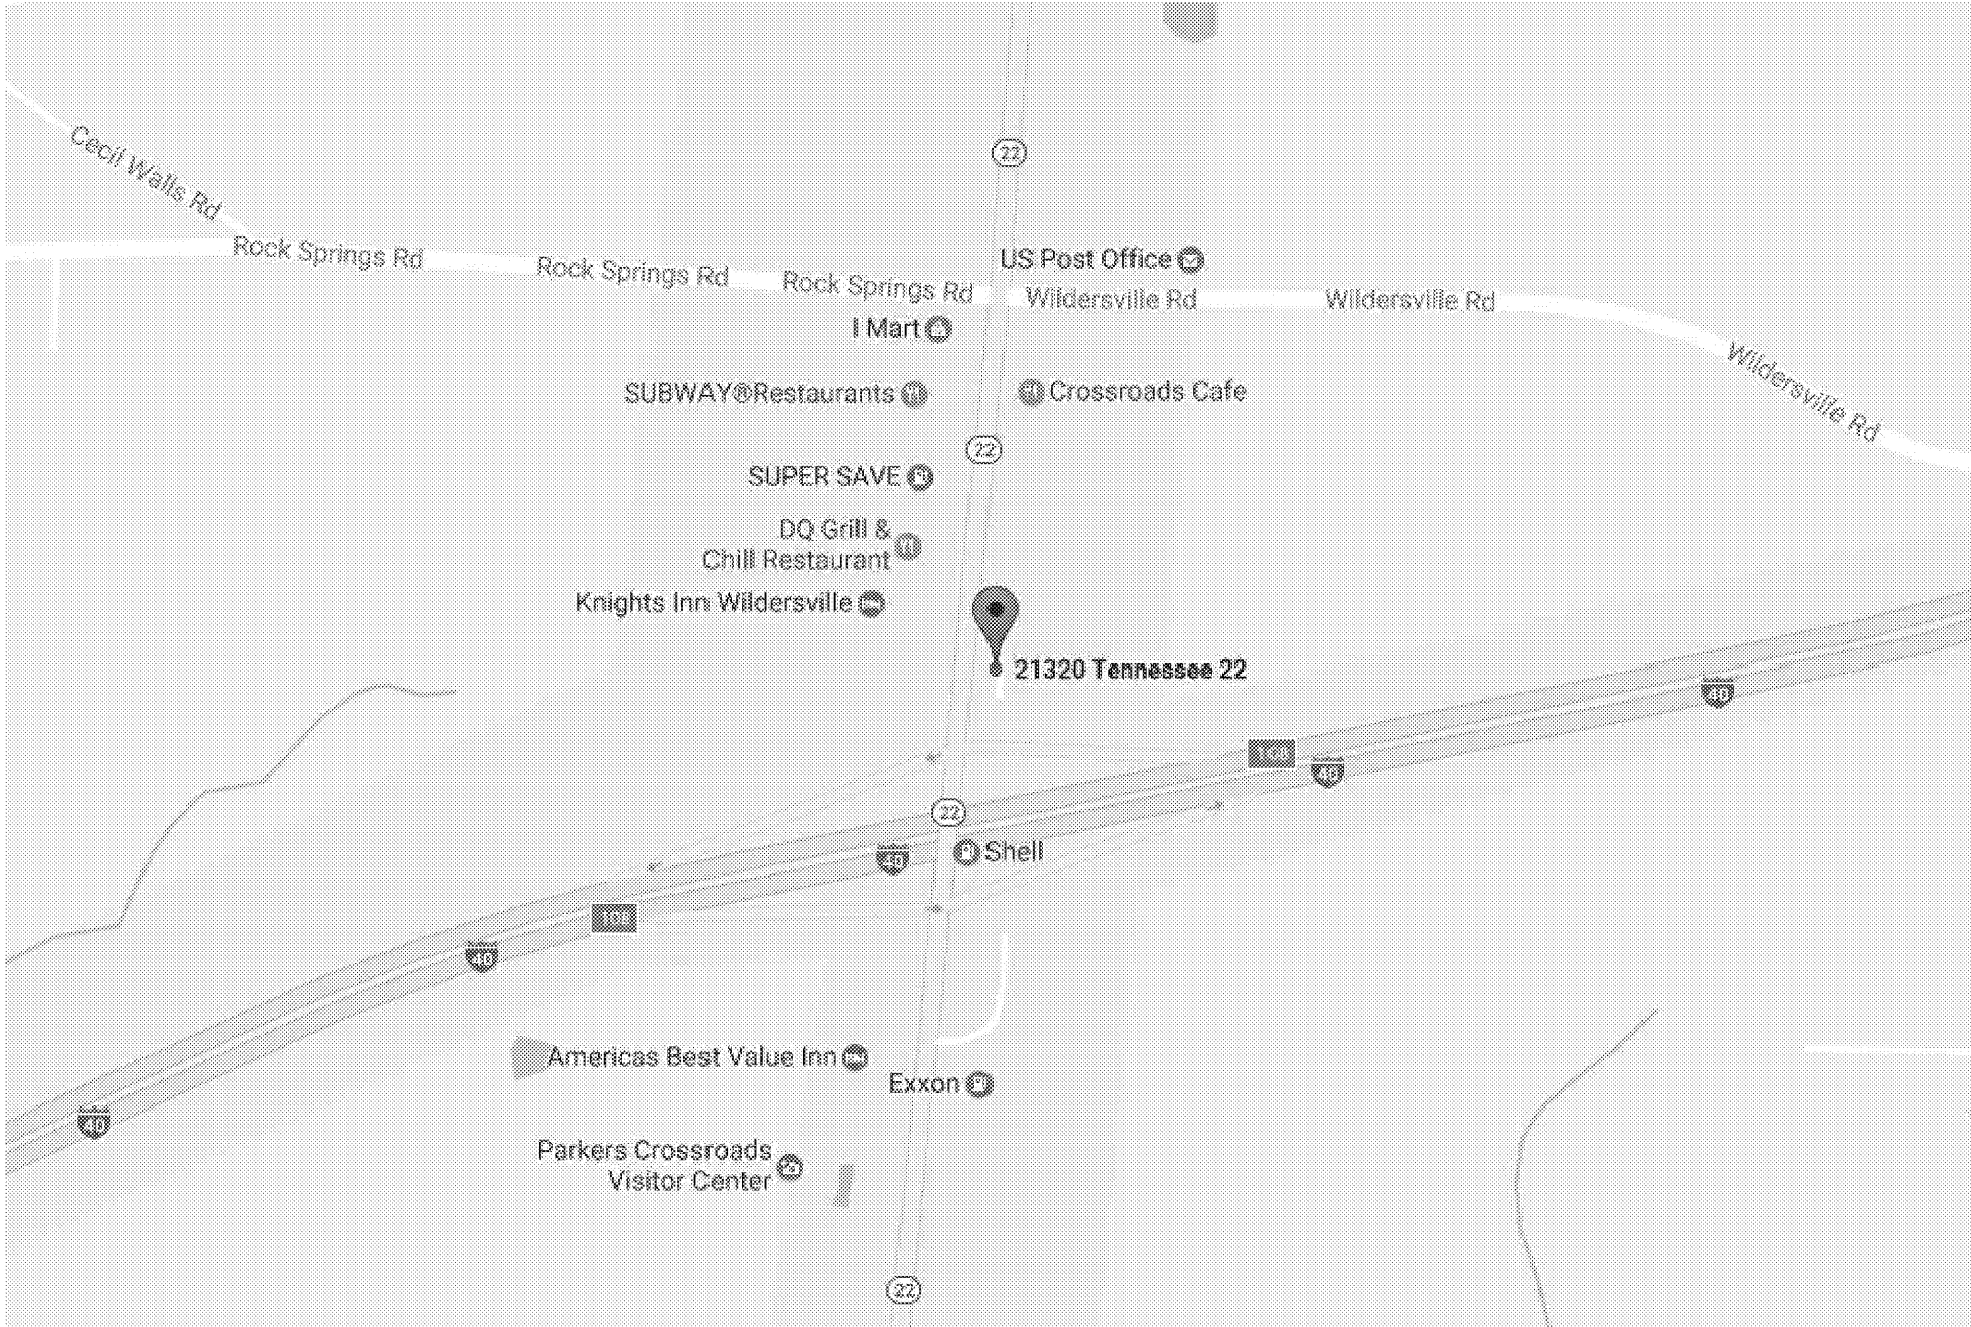 22
Cecil Walls Rd
Rock Springs Rd
Rock Springs Rd
Rock Springs Rd
US Post Office
Wildersville Rd
Wildersville Rd
Wildersville Rd
I Mart
SUBWAY®Restaurants
Crossroads Cafe
22
SUPER SAVE
DQ Grill &
Chill Restaurant
Knights Inn Wildersville
21320 Tennessee 22
40
108
40
22
40
Shell
108
40
Americas Best Value Inn
Exxon
40
Parkers Crossroads
Visitor Center
22